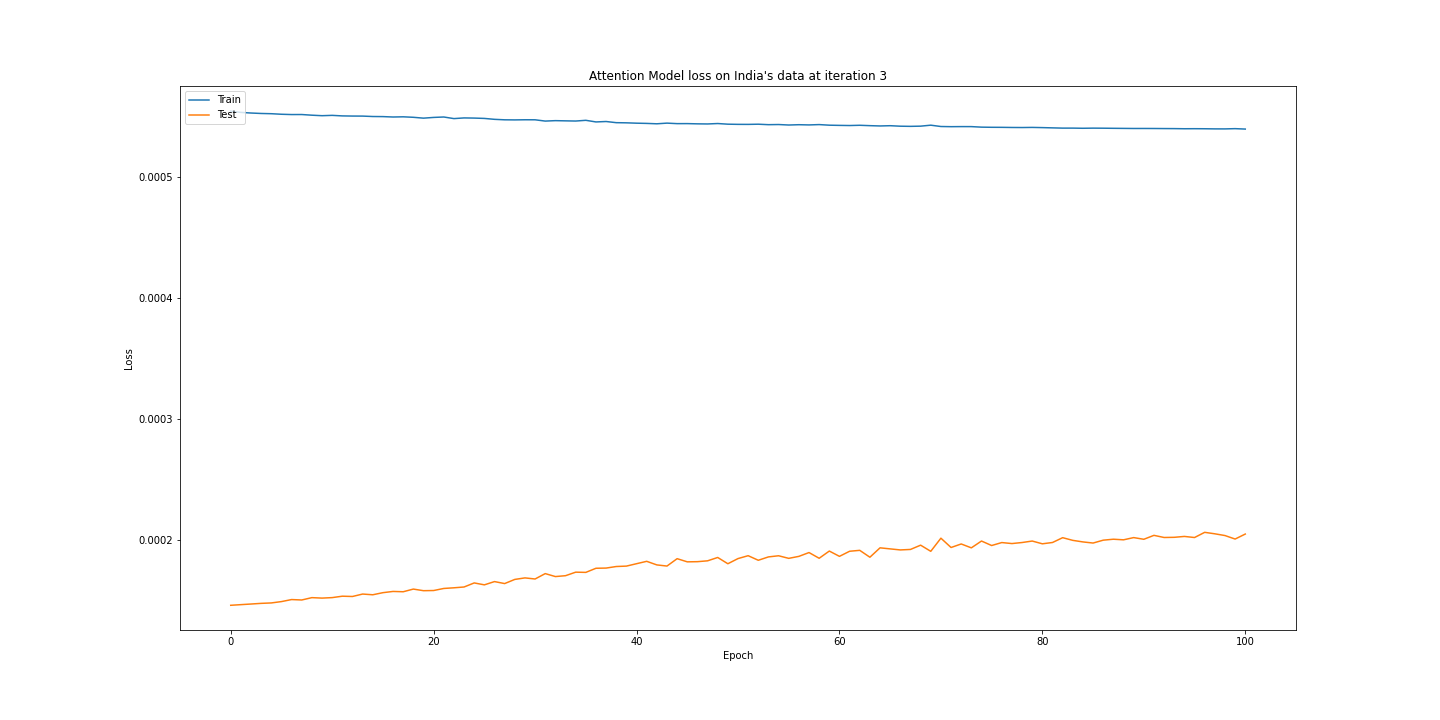 Attention Model loss on India's data at iteration 3
Train
Test
0.0005
0.0004
0.0003
0.0002
Loss
0 20 40 60 80 100
Epoch